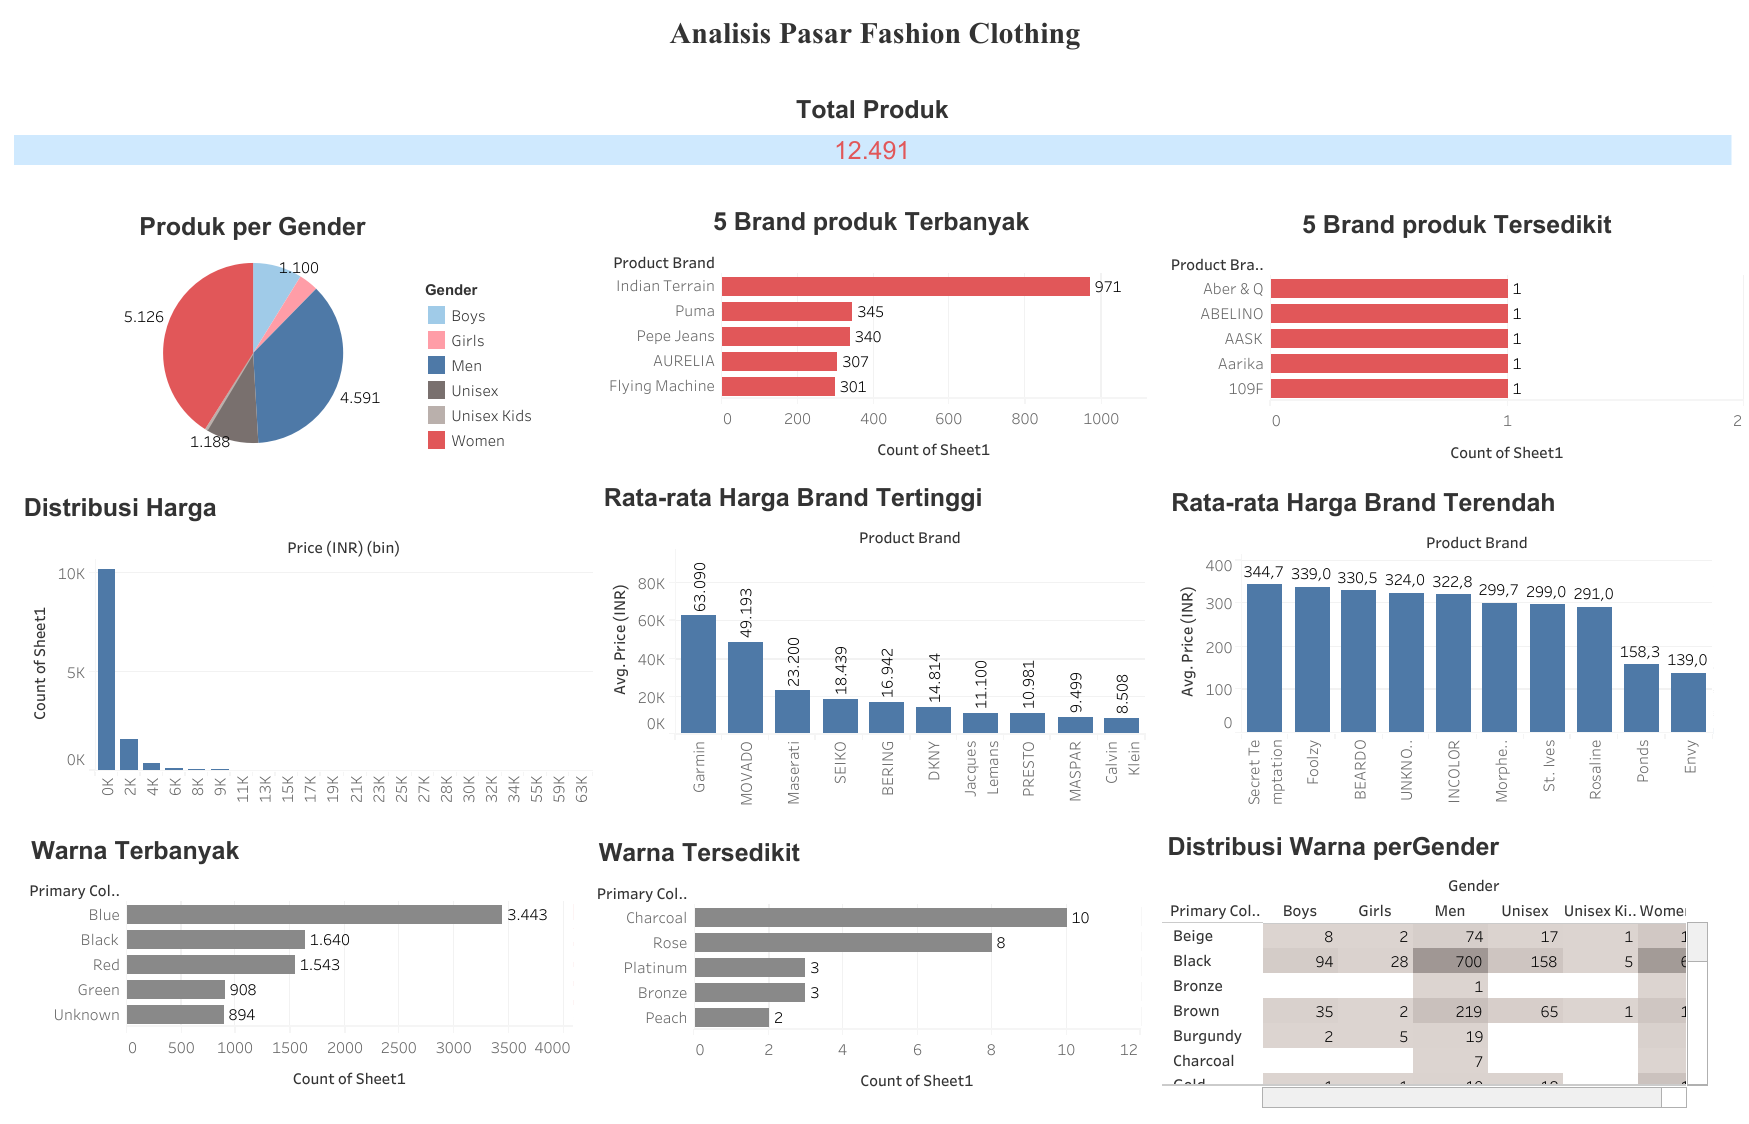 Analisis Pasar Fashion Clothing
Total Produk
12.491
Produk per Gender
1.100
5.126
4.591
1.188
Gender
Boys
Girls
Men
Unisex
Unisex Kids
Women
5 Brand produk Terbanyak
Product Brand
Indian Terrain 971
Puma 345
Pepe Jeans 340
AURELIA 307
Flying Machine 301
0 200 400 600 800 1000
Count of Sheet1
5 Brand produk Tersedikit
Product Bra..
Aber & Q 1
ABELINO 1
AASK 1
Aarika 1
109F 1
0 1 2
Count of Sheet1
Distribusi Harga
Price (INR) (bin)
Count of Sheet1
10K
5K
0K
0K 2K 4K 6K 8K 9K 11K 13K 15K 17K 19K 21K 23K 25K 27K 28K 30K 32K 34K 55K 59K 63K
Rata-rata Harga Brand Tertinggi
Product Brand
Avg. Price (INR)
80K
60K
40K
20K
0K
63.090 49.193 23.200 18.439 16.942 14.814 11.100 10.981 9.499 8.508
Garmin MOVADO Maserati SEIKO BERING DKNY Jacques Lemans PRESTO MASPAR Calvin Klein
Rata-rata Harga Brand Terendah
Product Brand
Avg. Price (INR)
400
300
200
100
0
344,7 339,0 330,5 324,0 322,8 299,7 299,0 291,0 158,3 139,0
Secret Te mptation Foolzy BEARDO UNKNO.. INCOLOR Morphe.. St. Ives Rosaline Ponds Envy
Warna Terbanyak
Primary Col..
Blue 3.443
Black 1.640
Red 1.543
Green 908
Unknown 894
0 500 1000 1500 2000 2500 3000 3500 4000
Count of Sheet1
Warna Tersedikit
Primary Col..
Charcoal 10
Rose 8
Platinum 3
Bronze 3
Peach 2
0 2 4 6 8 10 12
Count of Sheet1
Distribusi Warna perGender
Gender
Primary Col.. Boys Girls Men Unisex Unisex Ki..
Beige 8 2 74 17 1
Black 94 28 700 158 5
Bronze 1
Brown 35 2 219 65 1
Burgundy 2 5 19
Charcoal 7